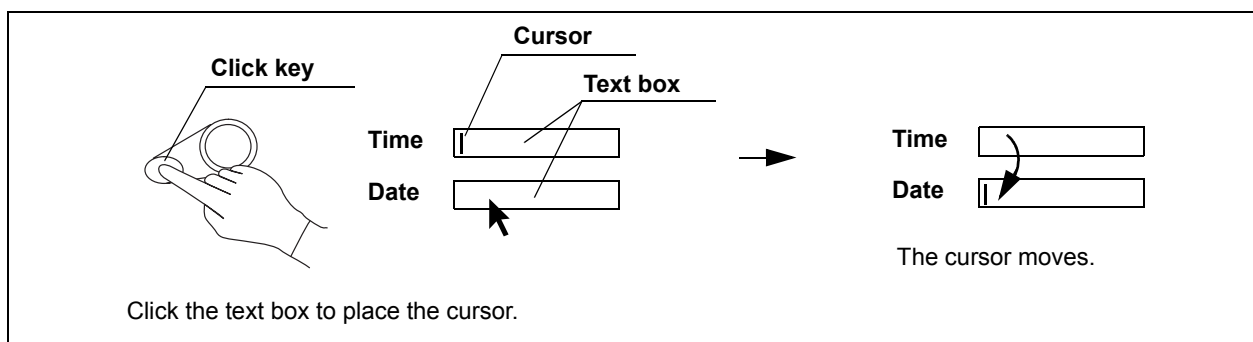 Cursor
Click key
Text box
Time
Date
Time
Date
The cursor moves.
Click the text box to place the cursor.